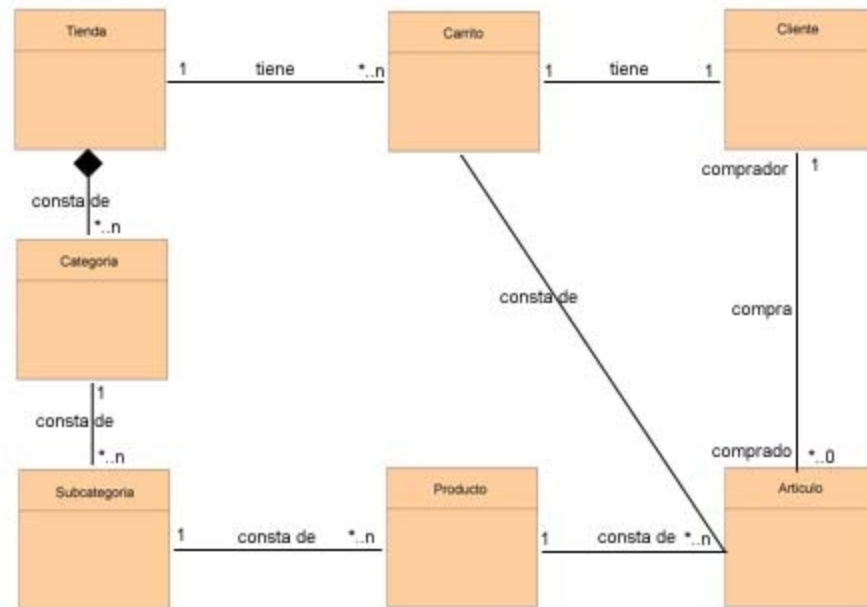 Tienda
Carrito
Cliente
1 tiene *..n
1 tiene 1
comprador 1
consta de
*..n
Categoria
consta de
compra
1
consta de
*..n
comprado *..0
Subcategoria
Producto
Articulo
1 consta de *..n
1 consta de *..n